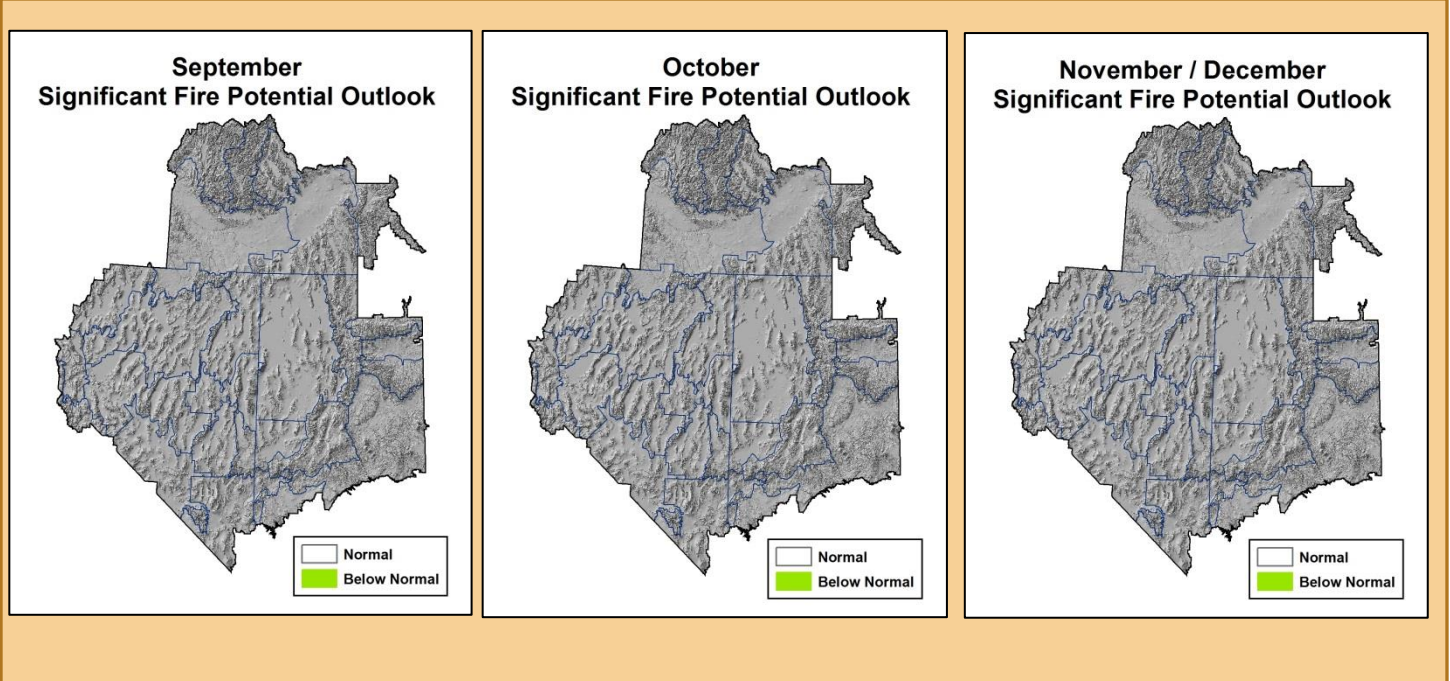 September
Significant Fire Potential Outlook
Normal
Below Normal
October
Significant Fire Potential Outlook
Normal
Below Normal
November / December
Significant Fire Potential Outlook
Normal
Below Normal